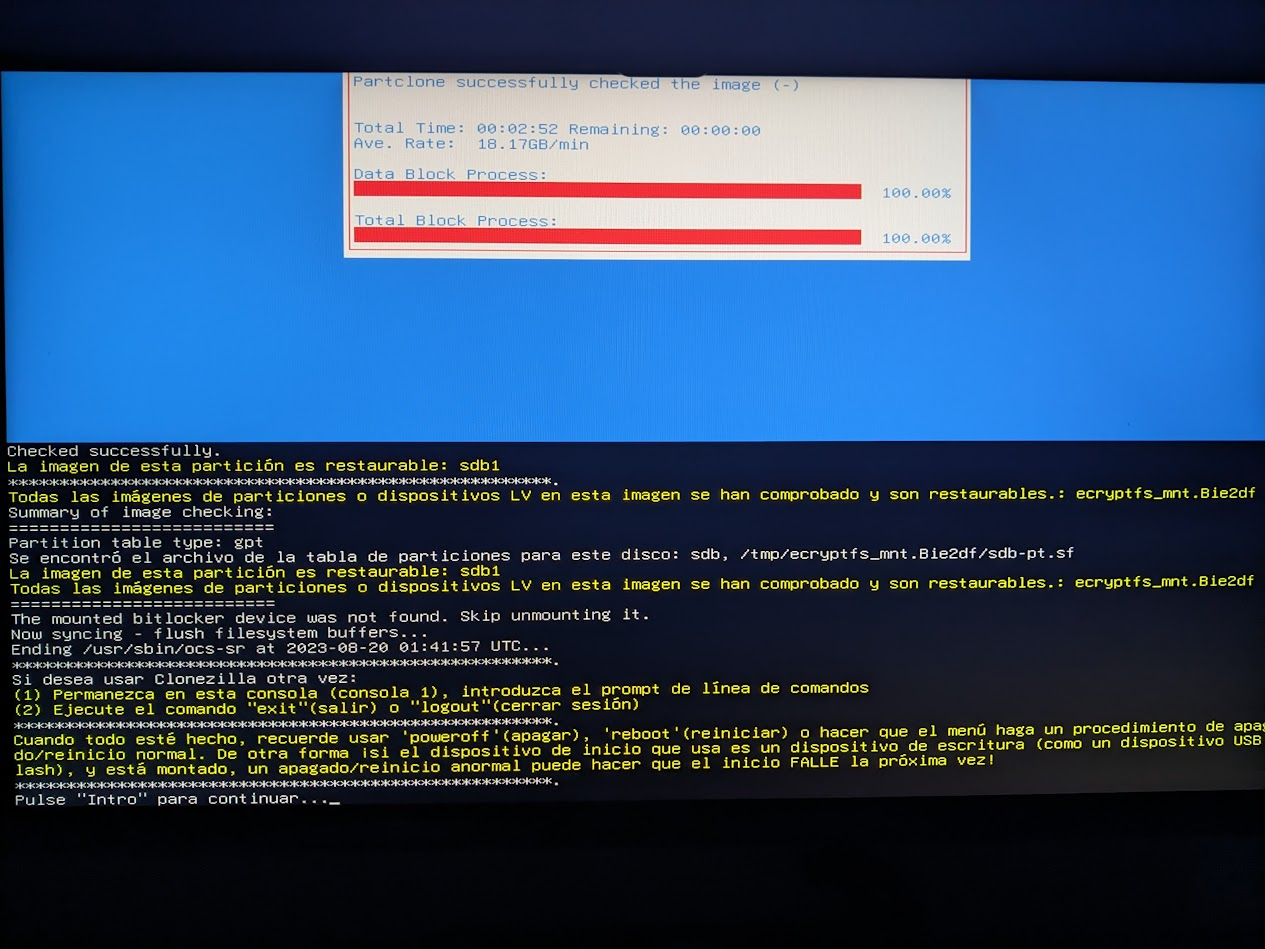 Partclone successfully checked the image (-)
Total Time: 00:02:52 Remaining: 00:00:00
Ave. Rate: 18.17GB/min
Data Block Process:
100.00%
Total Block Process:
100.00%
Checked successfully.
La imagen de esta partición es restaurable: sdb1
*****************************************************.
Todas las imágenes de particiones o dispositivos LV en esta imagen se han comprobado y son restaurables.: ecryptfs_mnt.Bie2df
Summary of image checking:
==========================
Partition table type: gpt
Se encontró el archivo de la tabla de particiones para este disco: sdb, /tmp/ecryptfs_mnt.Bie2df/sdb-pt.sf
La imagen de esta partición es restaurable: sdb1
Todas las imágenes de particiones o dispositivos LV en esta imagen se han comprobado y son restaurables.: ecryptfs_mnt.Bie2df
==========================
The mounted bitlocker device was not found. Skip unmounting it.
Now syncing - flush filesystem buffers...
Ending /usr/sbin/ocs-sr at 2023-08-20 01:41:57 UTC...
*****************************************************.
Si desea usar Clonezilla otra vez:
(1) Permanezca en esta consola (consola 1), introduzca el prompt de línea de comandos
(2) Ejecute el comando "exit"(salir) o "logout"(cerrar sesión)
*****************************************************.
Cuando todo esté hecho, recuerde usar 'poweroff'(apagar), 'reboot'(reiniciar) o hacer que el menú haga un procedimiento de apag
do/reinicio normal. De otra forma ¡si el dispositivo de inicio que usa es un dispositivo de escritura (como un dispositivo USB
lash), y está montado, un apagado/reinicio anormal puede hacer que el inicio FALLE la próxima vez!
*****************************************************.
Pulse "Intro" para continuar..._